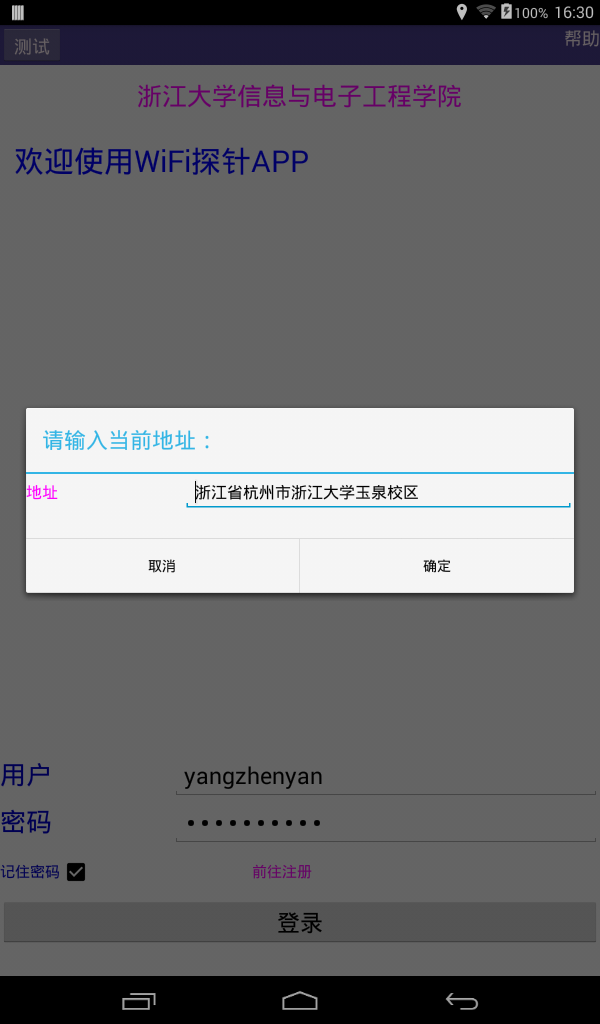 100% 16:30
测试 帮助
浙江大学信息与电子工程学院
欢迎使用WiFi探针APP
请输入当前地址：
地址 浙江省杭州市浙江大学玉泉校区
取消 确定
用户 yangzhenyan
密码 ••••••••••
记住密码 前往注册
登录